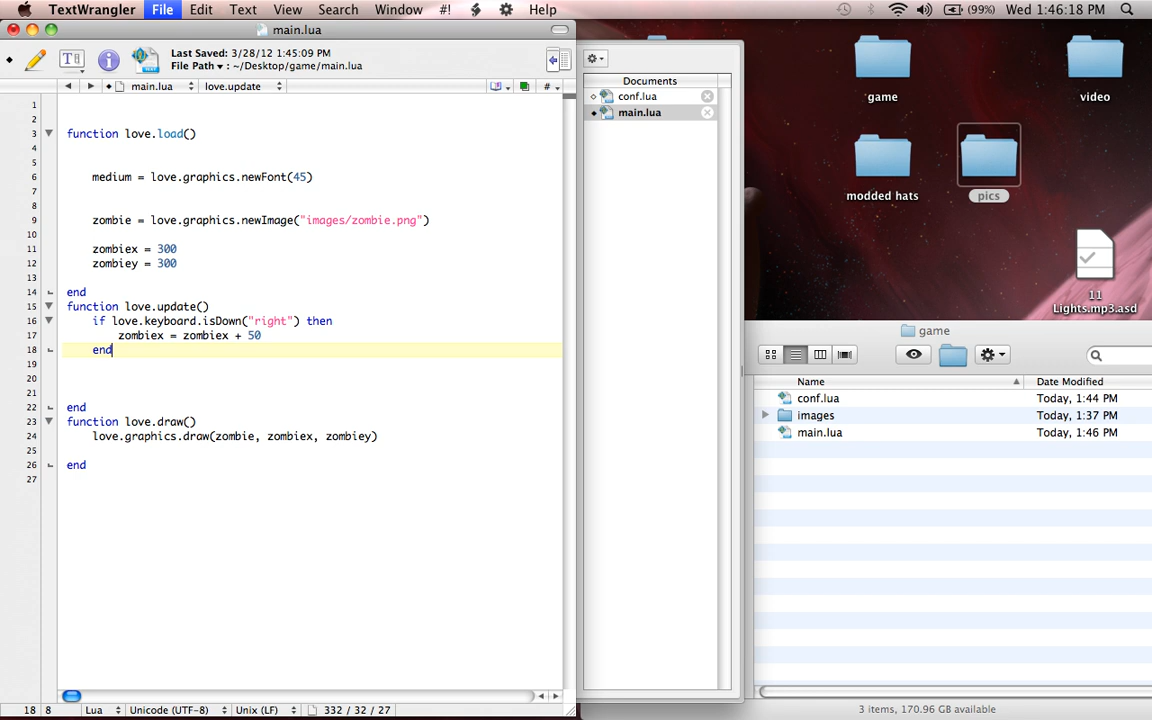 TextWrangler File Edit Text View Search Window #! Help (99%) Wed 1:46:18 PM
main.lua
Last Saved: 3/28/12 1:45:09 PM
File Path ▾ : ~/Desktop/game/main.lua
main.lua love.update #
1
2
3 function love.load()
4
5
6 medium = love.graphics.newFont(45)
7
8
9 zombie = love.graphics.newImage("images/zombie.png")
10
11 zombiex = 300
12 zombiey = 300
13
14 end
15 function love.update()
16 if love.keyboard.isDown("right") then
17 zombiex = zombiex + 50
18 end
19
20
21
22 end
23 function love.draw()
24 love.graphics.draw(zombie, zombiex, zombiey)
25
26 end
27
18 8 Lua Unicode (UTF-8) Unix (LF) 332 / 32 / 27
Documents
conf.lua
main.lua
game
video
modded hats
pics
11
Lights.mp3.asd
game
Name Date Modified
conf.lua Today, 1:44 PM
images Today, 1:37 PM
main.lua Today, 1:46 PM
3 items, 170.96 GB available